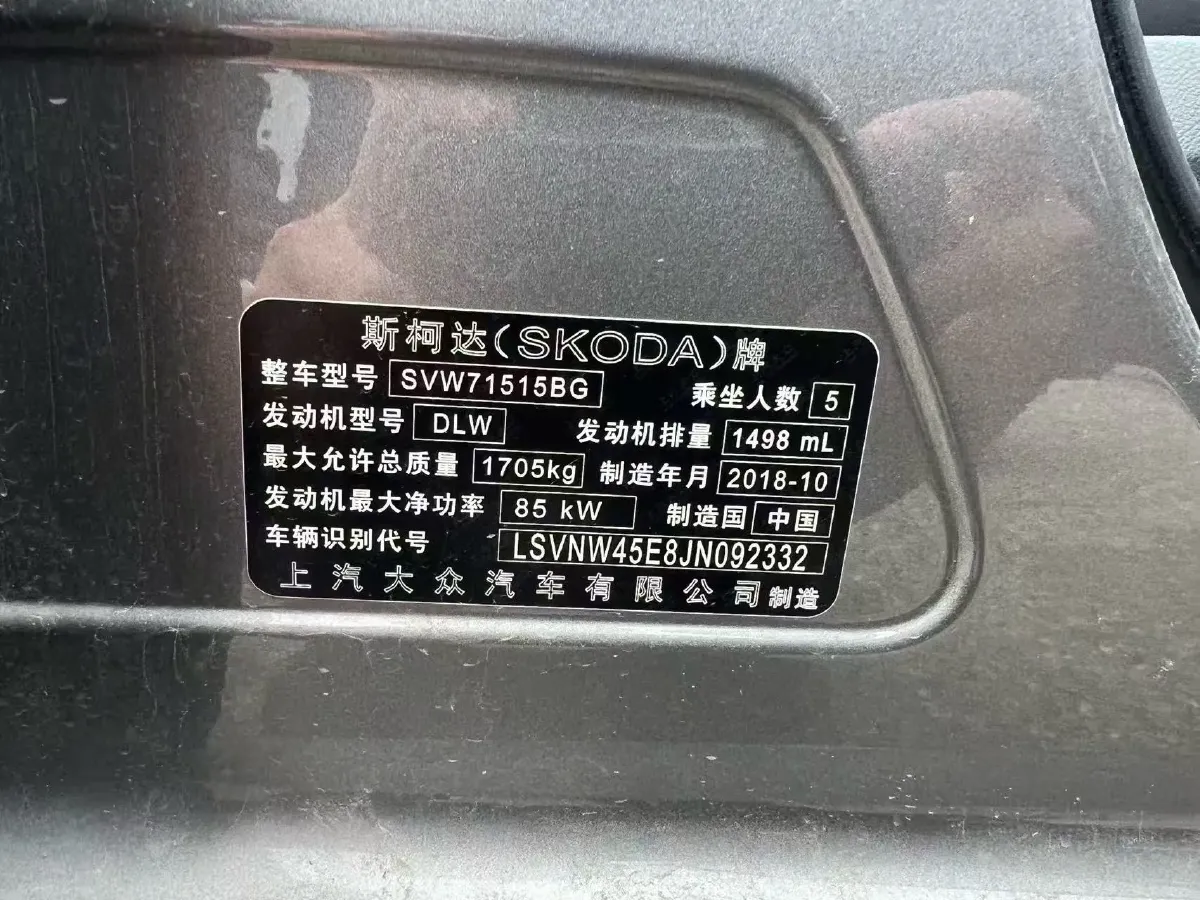 斯柯达(SKODA)牌
整车型号 SVW71515BG 乘坐人数 5
发动机型号 DLW 发动机排量 1498 mL
最大允许总质量 1705kg 制造年月 2018-10
发动机最大净功率 85 kW 制造国 中国
车辆识别代号 LSVNW45E8JN092332
上汽大众汽车有限公司制造